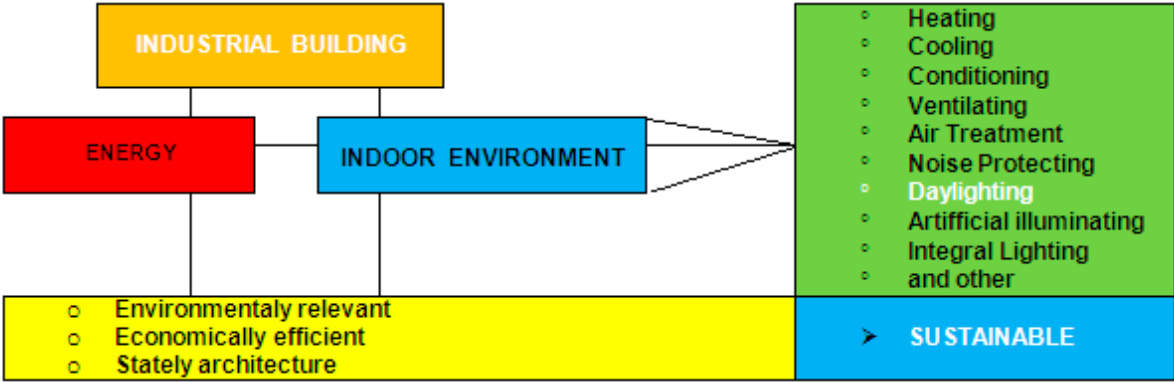 INDUSTRIAL BUILDING
ENERGY
INDOOR ENVIRONMENT
° Heating
° Cooling
° Conditioning
° Ventilating
° Air Treatment
° Noise Protecting
° Daylighting
° Artifficial illuminating
° Integral Lighting
° and other
o Environmentaly relevant
o Economically efficient
o Stately architecture
➤ SUSTAINABLE